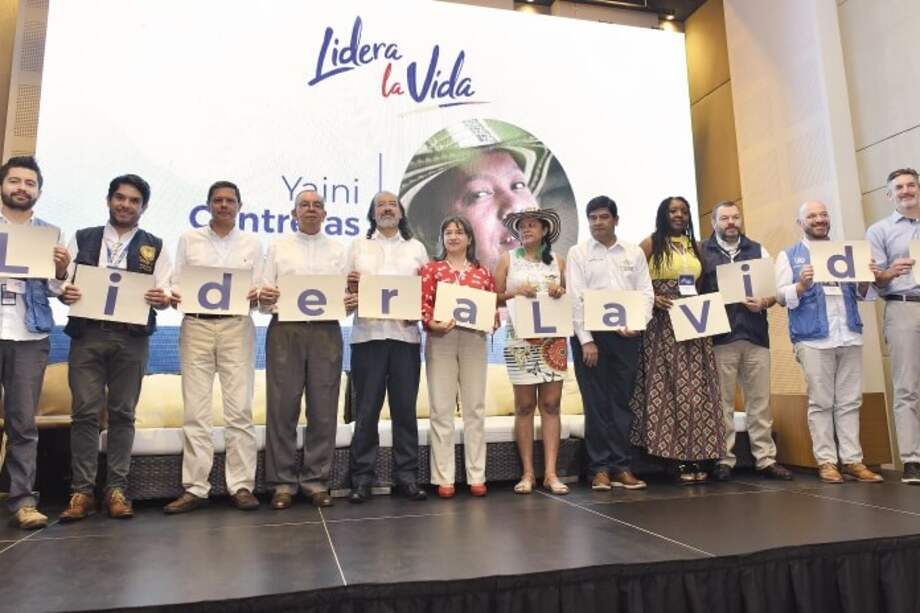 Lidera
la Vida
Yaini
Contreras
L i d e r a L a V i d